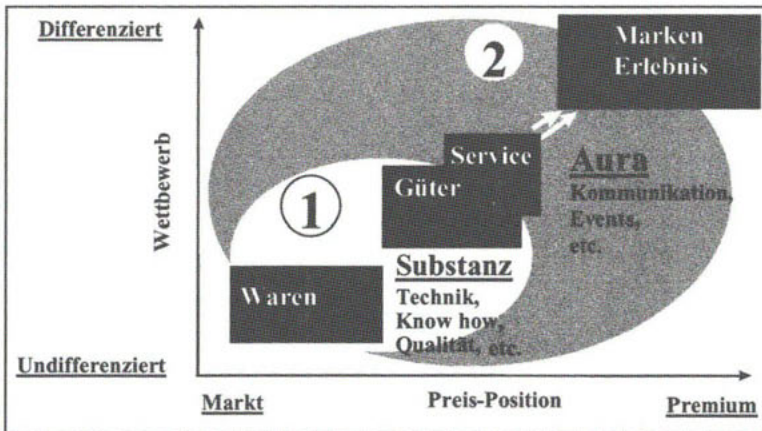 Differenziert
Wettbewerb
Undifferenziert
1
2
Marken
Erlebnis
Service
Güter
Waren
Aura
Kommunikation,
Events,
etc.
Substanz
Technik,
Know how,
Qualität, etc.
Markt
Preis-Position
Premium